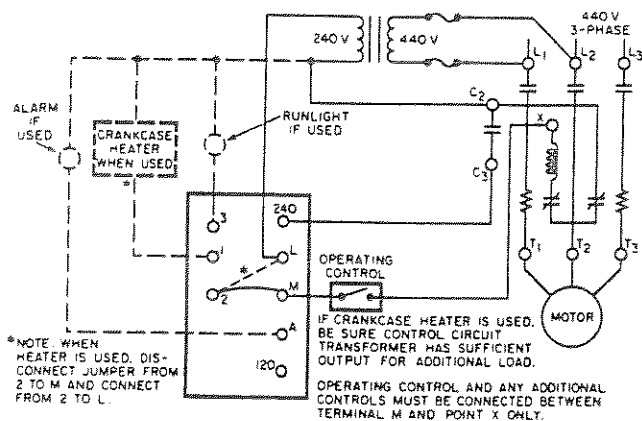 440 V
3-PHASE
240 V
440 V
L1
L2
L3
ALARM
IF
USED
CRANKCASE
HEATER
WHEN USED
*
RUNLIGHT
IF USED
C2
X
C3
3
240
1
L
*
2
M
A
120
OPERATING
CONTROL
T1
T2
T3
MOTOR
*NOTE. WHEN
HEATER IS USED, DIS-
CONNECT JUMPER FROM
2 TO M AND CONNECT
FROM 2 TO L.
IF CRANKCASE HEATER IS USED,
BE SURE CONTROL CIRCUIT
TRANSFORMER HAS SUFFICIENT
OUTPUT FOR ADDITIONAL LOAD.
OPERATING CONTROL AND ANY ADDITIONAL
CONTROLS MUST BE CONNECTED BETWEEN
TERMINAL M AND POINT X ONLY.